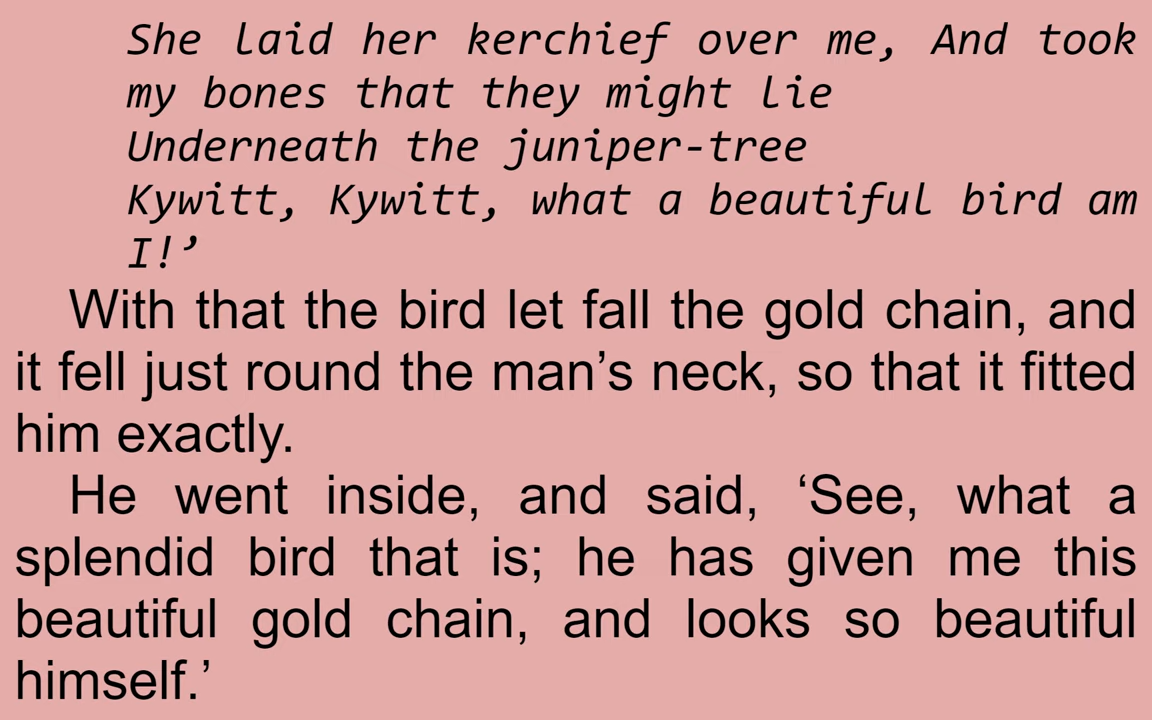 She laid her kerchief over me, And took
my bones that they might lie
Underneath the juniper-tree
Kywitt, Kywitt, what a beautiful bird am
I!’
With that the bird let fall the gold chain, and
it fell just round the man’s neck, so that it fitted
him exactly.
He went inside, and said, ‘See, what a
splendid bird that is; he has given me this
beautiful gold chain, and looks so beautiful
himself.’